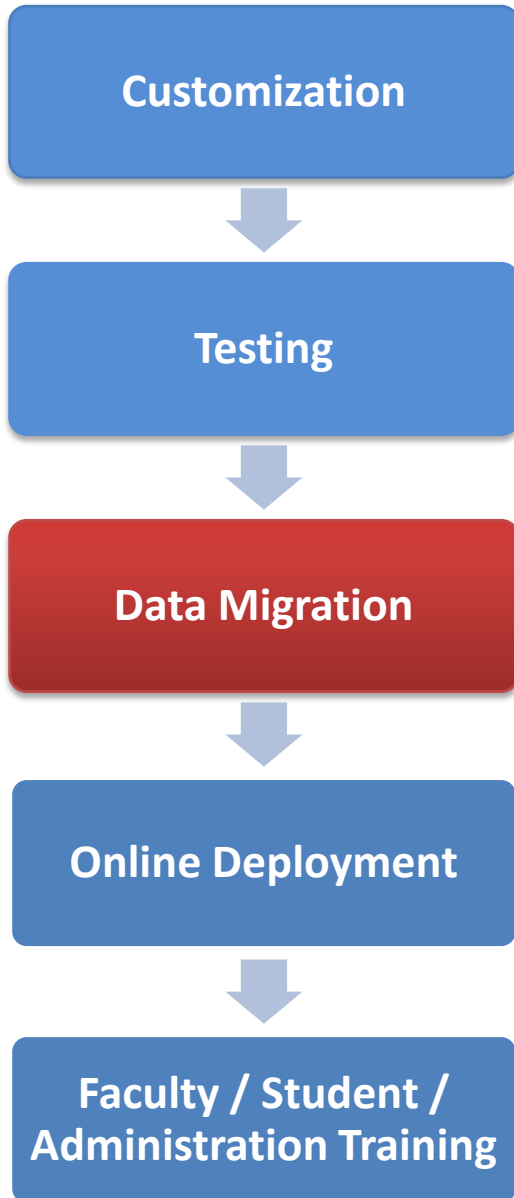 Customization
Testing
Data Migration
Online Deployment
Faculty / Student /
Administration Training